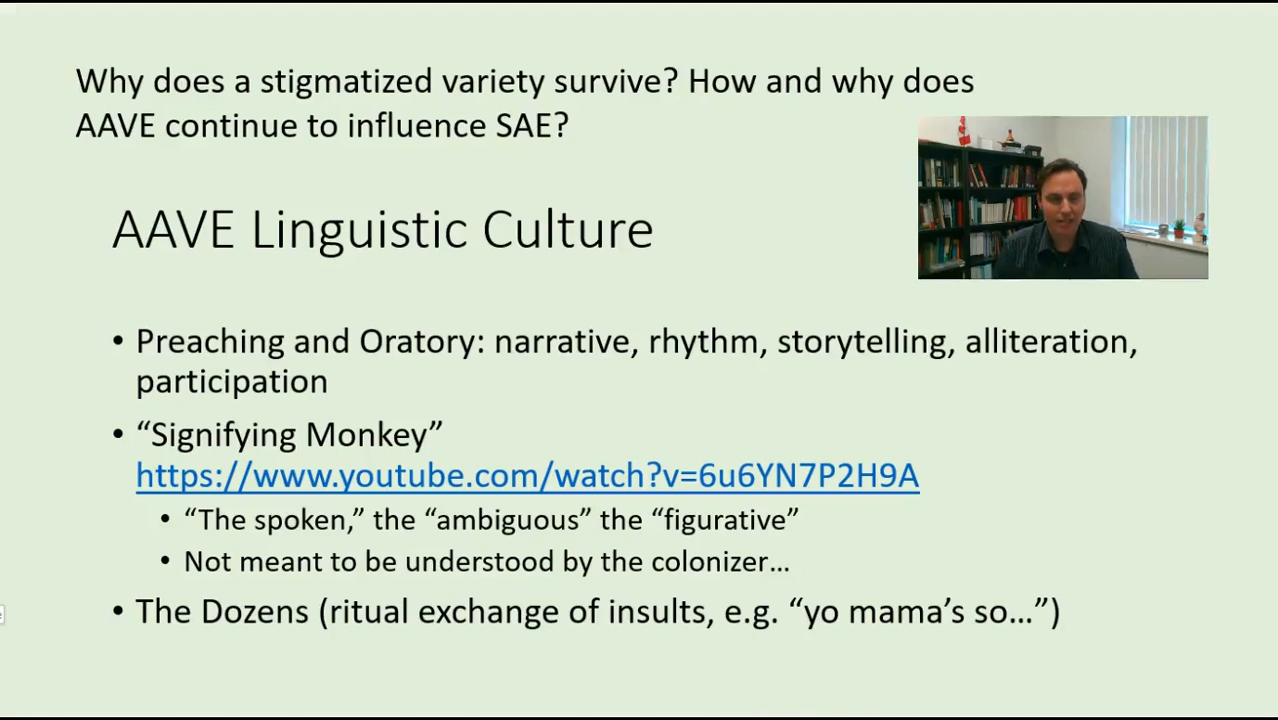 Why does a stigmatized variety survive? How and why does
AAVE continue to influence SAE?
AAVE Linguistic Culture
• Preaching and Oratory: narrative, rhythm, storytelling, alliteration,
participation
• “Signifying Monkey”
https://www.youtube.com/watch?v=6u6YN7P2H9A
• “The spoken,” the “ambiguous” the “figurative”
• Not meant to be understood by the colonizer…
• The Dozens (ritual exchange of insults, e.g. “yo mama’s so…”)